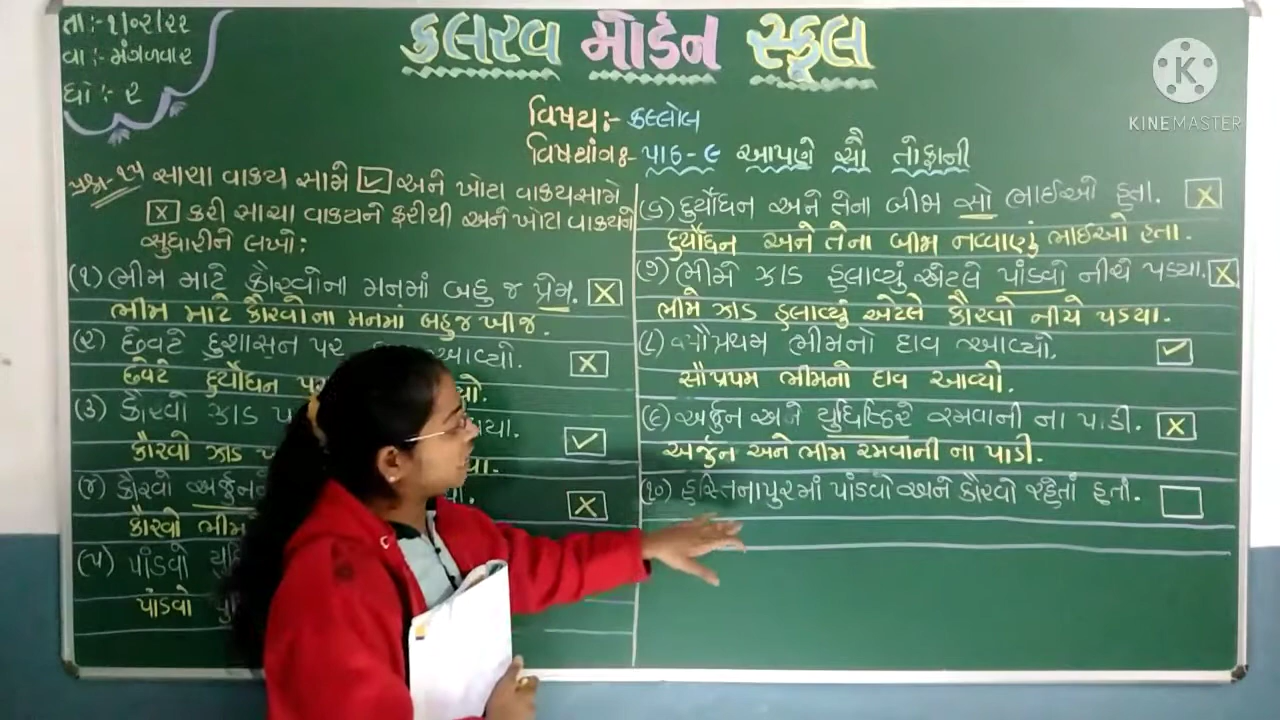 તા:- ૧/૦૨/૨૨
વા:- મંગળવાર
ધો:- ૨
કલરવ મોર્ડન સ્કૂલ
KINEMASTER
વિષય:- કલ્લોલ
વિષયાંગ:- પાઠ-૯ આપણે સૌ તોફાની
પ્રશ્ન-૧૫ સાચા વાક્ય સામે ✓ અને ખોટા વાક્યસામે
X કરી સાચા વાક્યને ફરીથી અને ખોટા વાક્યને
સુધારીને લખો:
(૧) ભીમ માટે કૌરવોના મનમાં બહુ જ પ્રેમ. X
ભીમ માટે કૌરવોના મનમાં બહુજ ખીજ.
(૨) છેવટે દુશાસન પર આવ્યો. X
છેવટે દુર્યોધન
(૩) કૌરવો ઝાડ ✓
કૌરવો ઝાડ
(૪) કૌરવો અર્જુન X
કૌરવો ભીમ
(૫) પાંડવો
પાંડવો
(૬) દુર્યોધન અને તેના બીજા સો ભાઈઓ હતા. X
દુર્યોધન અને તેના બીજા નવ્વાણું ભાઈઓ હતા.
(૭) ભીમે ઝાડ હલાવ્યું એટલે પાંડવો નીચે પડ્યા. X
ભીમે ઝાડ હલાવ્યું એટલે કૌરવો નીચે પડ્યા.
(૮) સૌપ્રથમ ભીમનો દાવ આવ્યો. ✓
સૌપ્રથમ ભીમનો દાવ આવ્યો.
(૯) અર્જુન અને યુધિષ્ઠિરે રમવાની ના પાડી. X
અર્જુન અને ભીમ રમવાની ના પાડી.
(૧૦) હસ્તિનાપુરમાં પાંડવો અને કૌરવો રહેતાં હતાં.